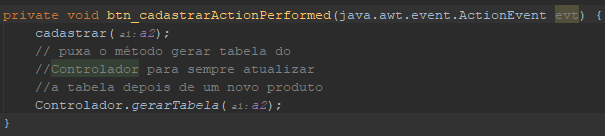 private void btn_cadastrarActionPerformed(java.awt.event.ActionEvent evt) {
cadastrar( a1: a2);
// puxa o método gerar tabela do
//Controlador para sempre atualizar
//a tabela depois de um novo produto
Controlador.gerarTabela( a1: a2);
}